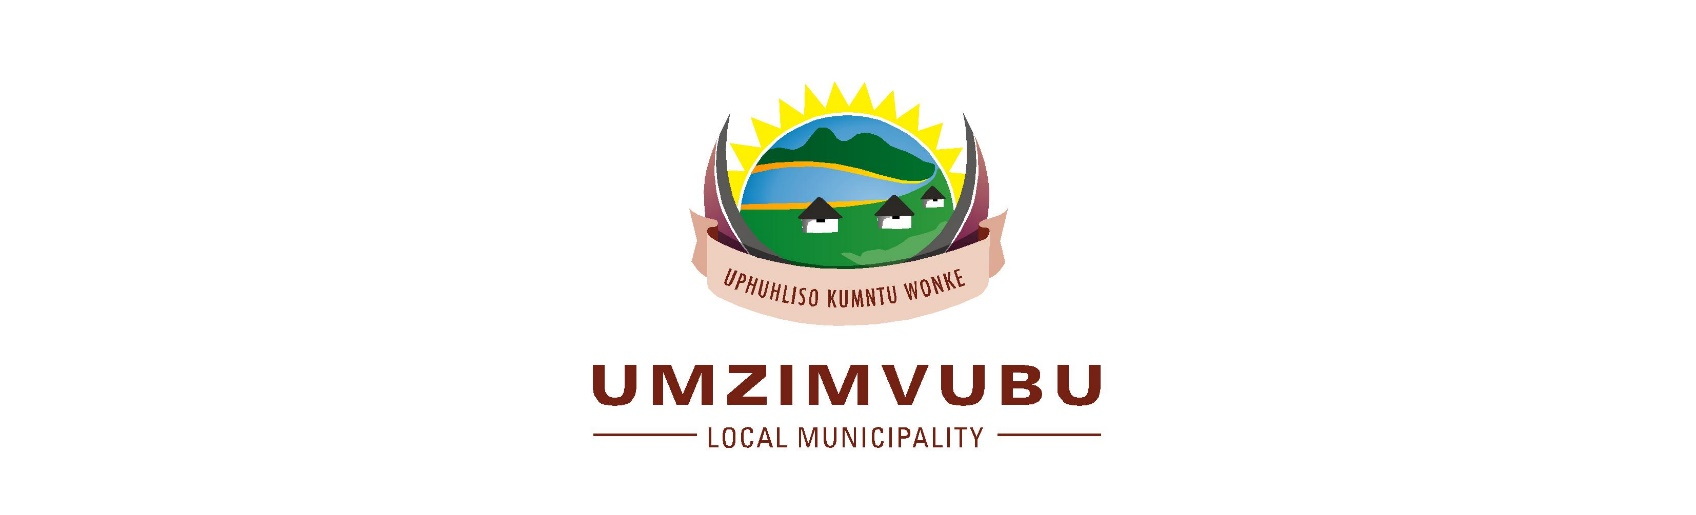 UPHUHLISO KUMNTU WONKE
UMZIMVUBU
LOCAL MUNICIPALITY